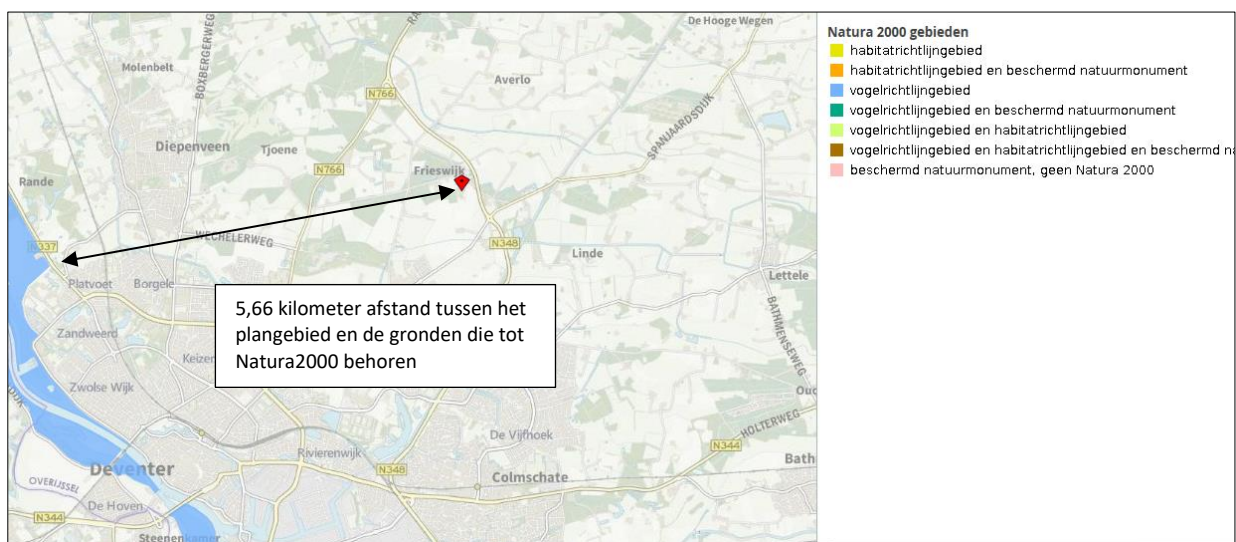 De Hooge Wegen
BOXBERGERWEG
Molenbelt
Averlo
N766
SPANJAARDSDIJK
Diepenveen
Tjoene
N766
Frieswijk
Rande
WECHELERWEG
N337
N348
Linde
Platvoet
Borgele
Lettele
BATHMENSEWEG
Zandweerd
Keizer
Zwolse Wijk
De Vijfhoek
HOLTERWEG
Rivierenwijk
N344
N348
Bath
Deventer
Colmschate
OVERIJSSEL
De Hoven
N344
Steenenkamer
5,66 kilometer afstand tussen het
plangebied en de gronden die tot
Natura2000 behoren
Natura 2000 gebieden
habitatrichtlijngebied
habitatrichtlijngebied en beschermd natuurmonument
vogelrichtlijngebied
vogelrichtlijngebied en beschermd natuurmonument
vogelrichtlijngebied en habitatrichtlijngebied
vogelrichtlijngebied en habitatrichtlijngebied en beschermd
beschermd natuurmonument, geen Natura 2000